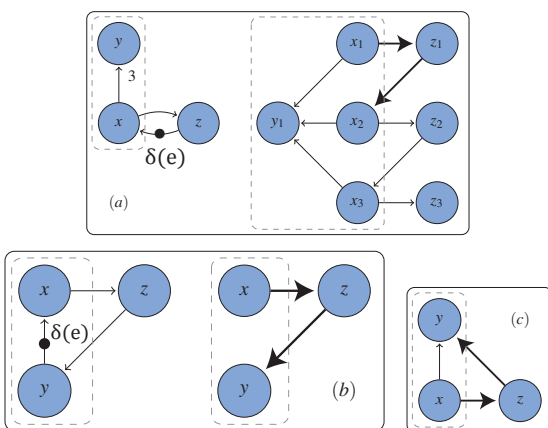 y
3
x
z
δ(e)
(a)
x₁
z₁
y₁
x₂
z₂
x₃
z₃
x
z
δ(e)
y
x
z
y
(b)
(c)
y
x
z